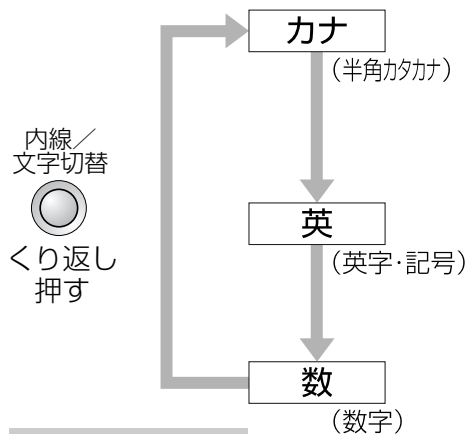 カナ
(半角ｶﾀｶﾅ)
内線／
文字切替
くり返し
押す
英
(英字・記号)
数
(数字)